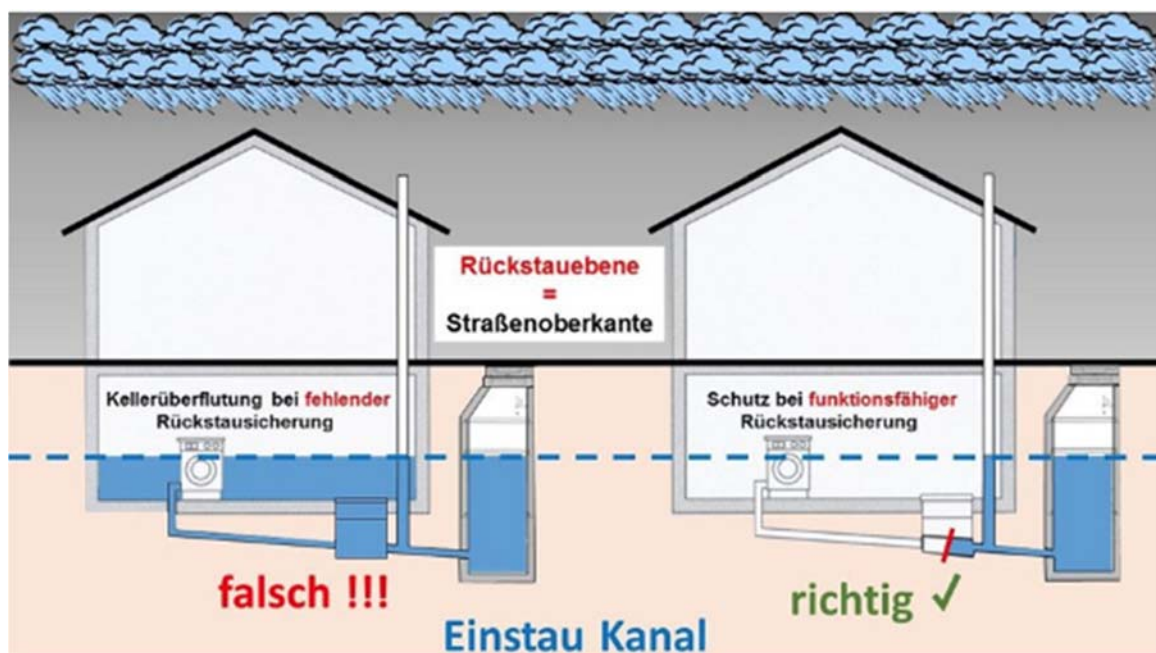 Rückstauebene
=
Straßenoberkante
Kellerüberflutung bei fehlender
Rückstausicherung
Schutz bei funktionsfähiger
Rückstausicherung
falsch !!!
richtig ✓
Einstau Kanal